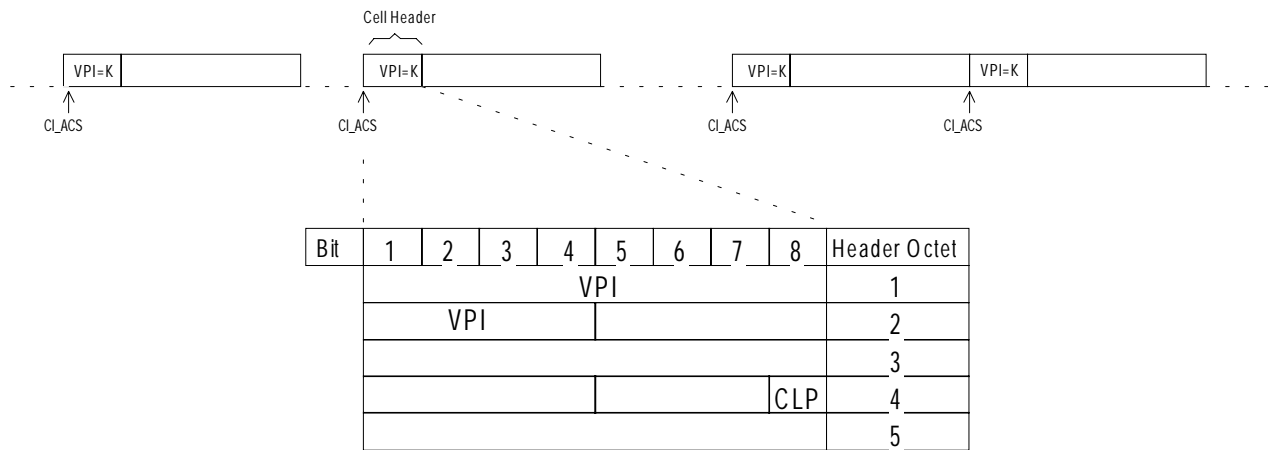 Cell Header
VPI=K VPI=K VPI=K VPI=K
CI_ACS CI_ACS CI_ACS CI_ACS
Bit 1 2 3 4 5 6 7 8 Header Octet
VPI 1
VPI 2
3
CLP 4
5